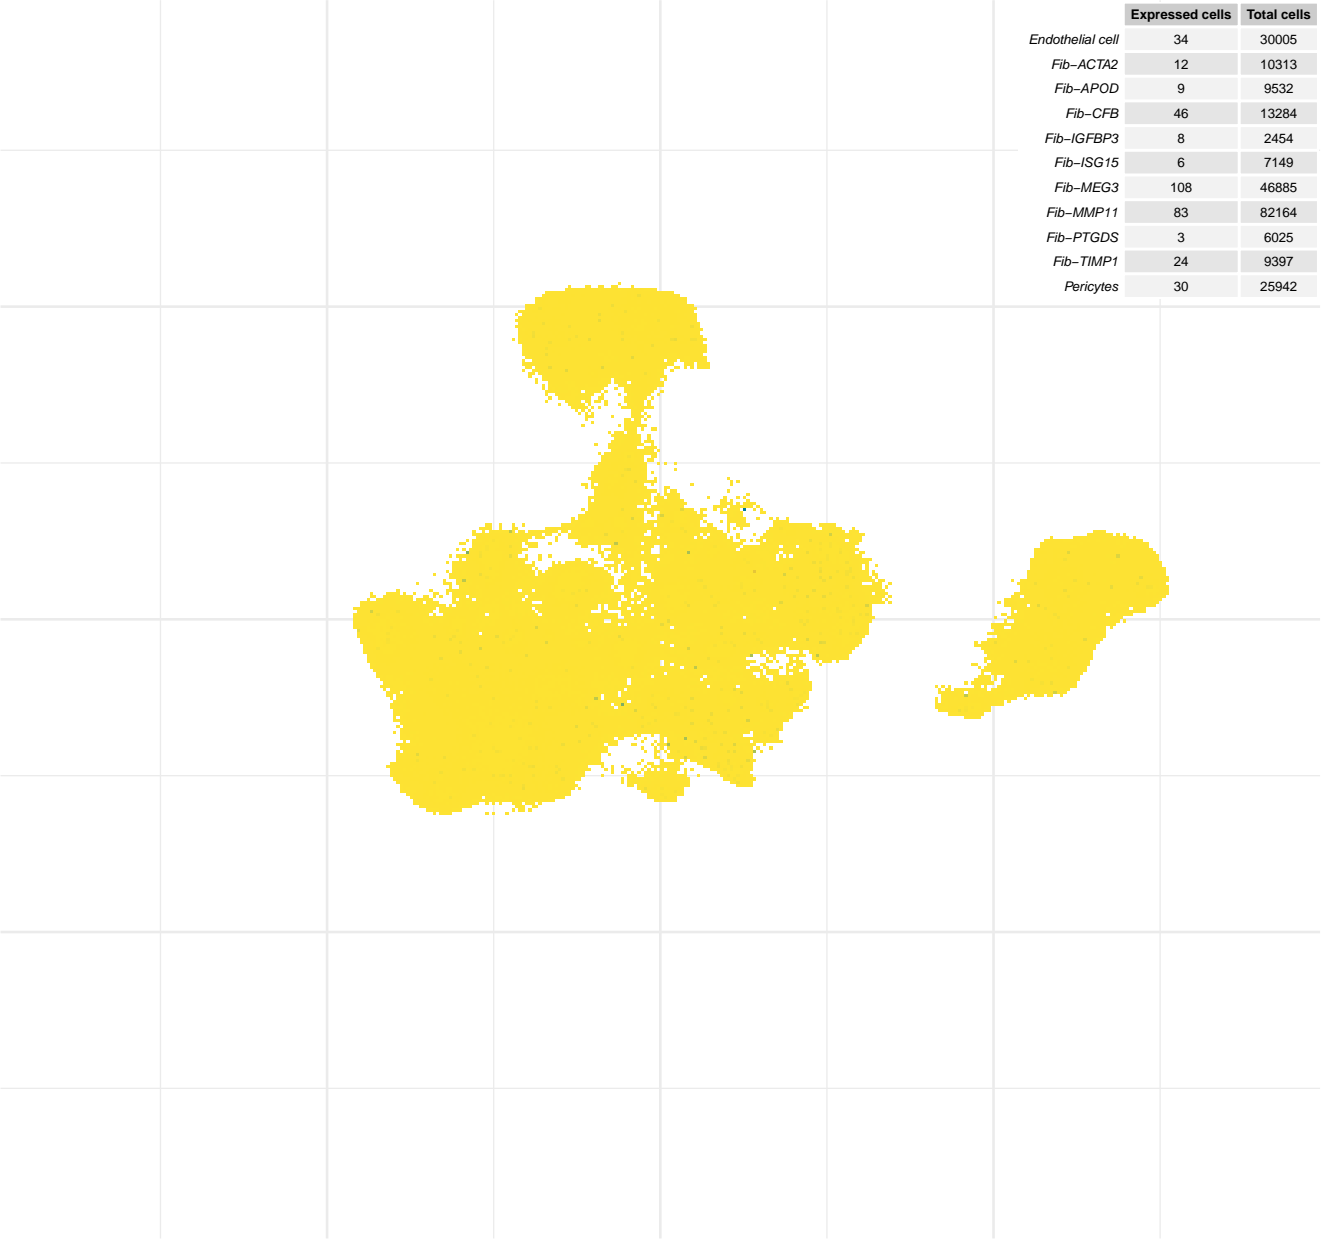 Expressed cells Total cells
Endothelial cell 34 30005
Fib−ACTA2 12 10313
Fib−APOD 9 9532
Fib−CFB 46 13284
Fib−IGFBP3 8 2454
Fib−ISG15 6 7149
Fib−MEG3 108 46885
Fib−MMP11 83 82164
Fib−PTGDS 3 6025
Fib−TIMP1 24 9397
Pericytes 30 25942